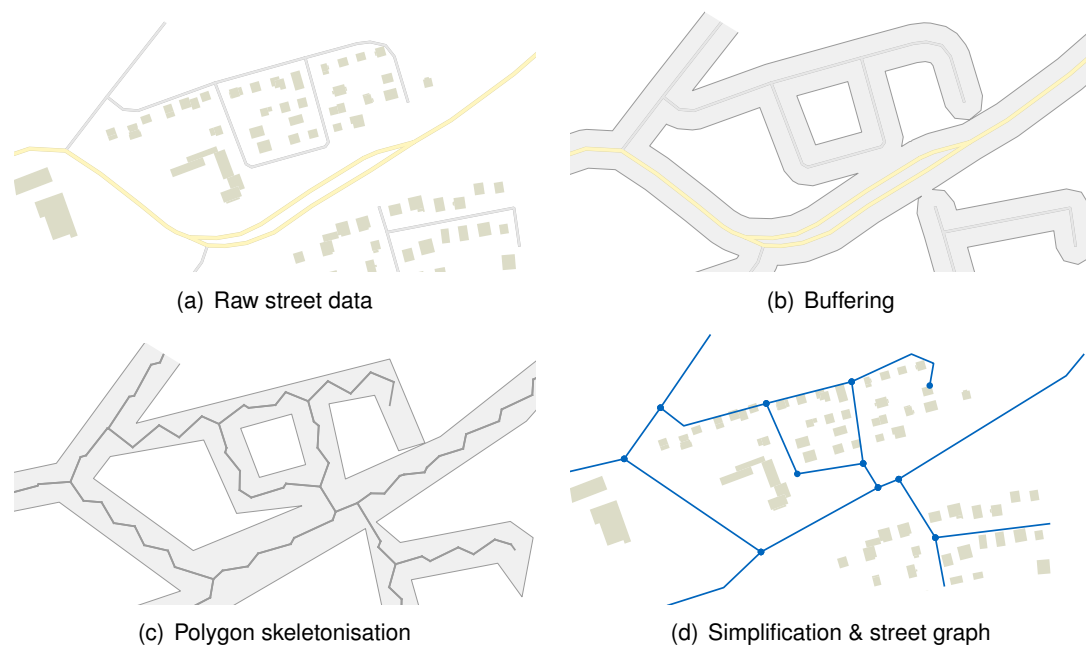 (a) Raw street data
(b) Buffering
(c) Polygon skeletonisation
(d) Simplification & street graph